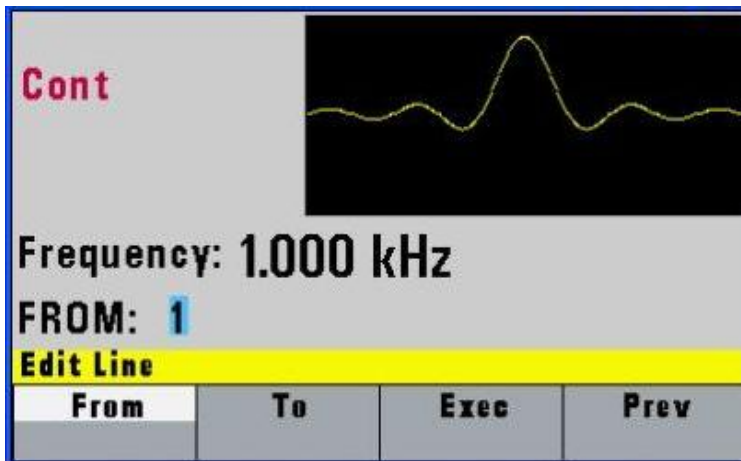 Cont
Frequency: 1.000 kHz
FROM: 1
Edit Line
From To Exec Prev